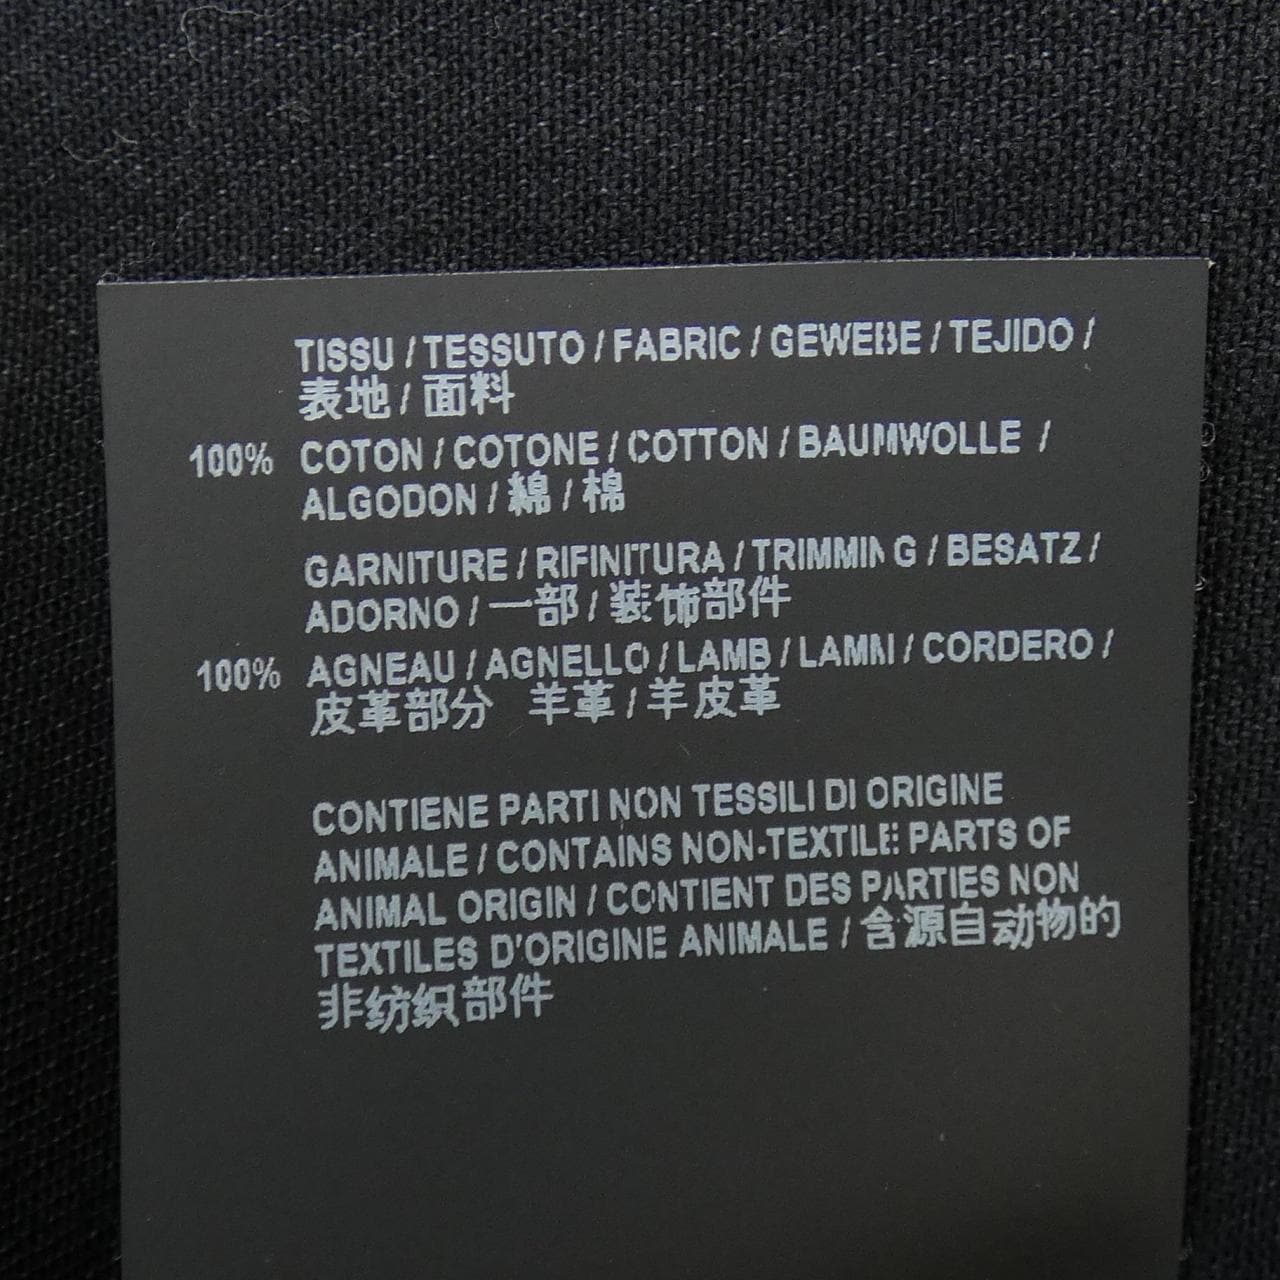 TISSU / TESSUTO / FABRIC / GEWEBE / TEJIDO /
表地 / 面料
100% COTON / COTONE / COTTON / BAUMWOLLE /
ALGODON / 綿 / 棉
GARNITURE / RIFINITURA / TRIMMING / BESATZ /
ADORNO / 一部 / 装饰部件
100% AGNEAU / AGNELLO / LAMB / LAMM / CORDERO /
皮革部分 羊革 / 羊皮革
CONTIENE PARTI NON TESSILI DI ORIGINE
ANIMALE / CONTAINS NON-TEXTILE PARTS OF
ANIMAL ORIGIN / CONTIENT DES PARTIES NON
TEXTILES D'ORIGINE ANIMALE / 含源自动物的
非纺织部件